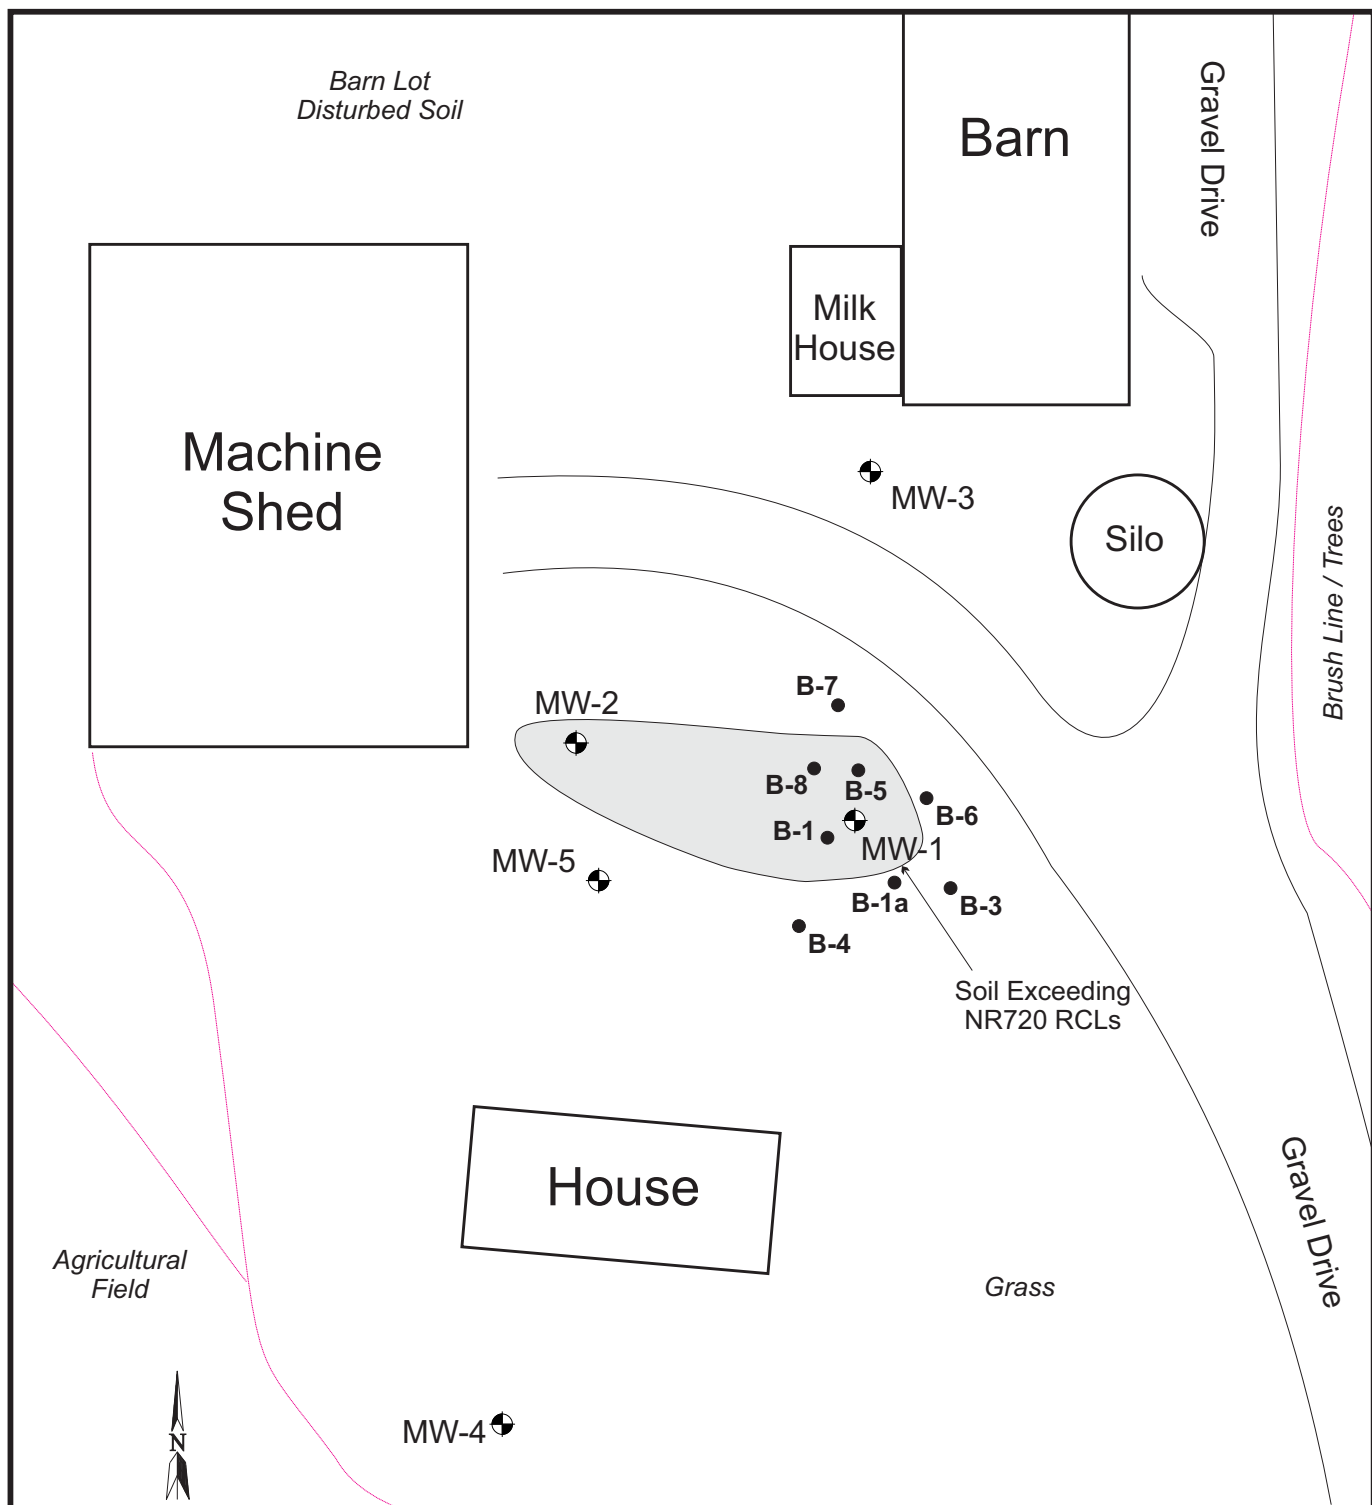 Barn Lot
Disturbed Soil
Barn
Gravel Drive
Milk
House
Machine
Shed
MW-3
Silo
Brush Line / Trees
B-7
MW-2
B-8
B-5
B-6
B-1
MW-1
MW-5
B-1a
B-3
B-4
Soil Exceeding
NR720 RCLs
House
Gravel Drive
Agricultural
Field
Grass
MW-4
N